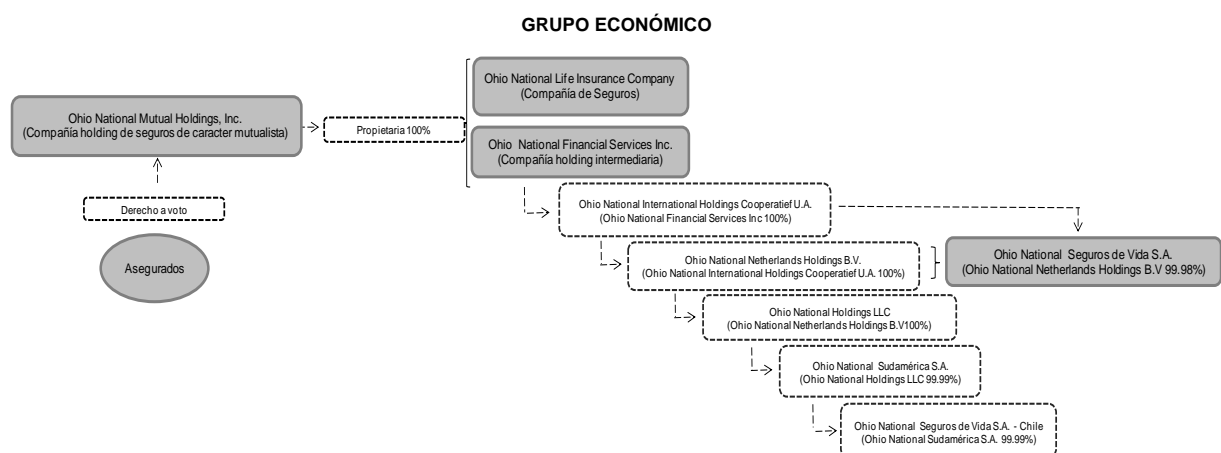 GRUPO ECONÓMICO
Ohio National Life Insurance Company
(Compañía de Seguros)
Ohio National Mutual Holdings, Inc.
(Compañía holding de seguros de caracter mutualista)
Propietaria 100%
Ohio National Financial Services Inc.
(Compañía holding intermediaria)
Derecho a voto
Asegurados
Ohio National International Holdings Cooperatief U.A.
(Ohio National Financial Services Inc 100%)
Ohio National Netherlands Holdings B.V.
(Ohio National International Holdings Cooperatief U.A. 100%)
Ohio National Seguros de Vida S.A.
(Ohio National Netherlands Holdings B.V 99.98%)
Ohio National Holdings LLC
(Ohio National Netherlands Holdings B.V100%)
Ohio National Sudamérica S.A.
(Ohio National Holdings LLC 99.99%)
Ohio National Seguros de Vida S.A. - Chile
(Ohio National Sudamérica S.A. 99.99%)